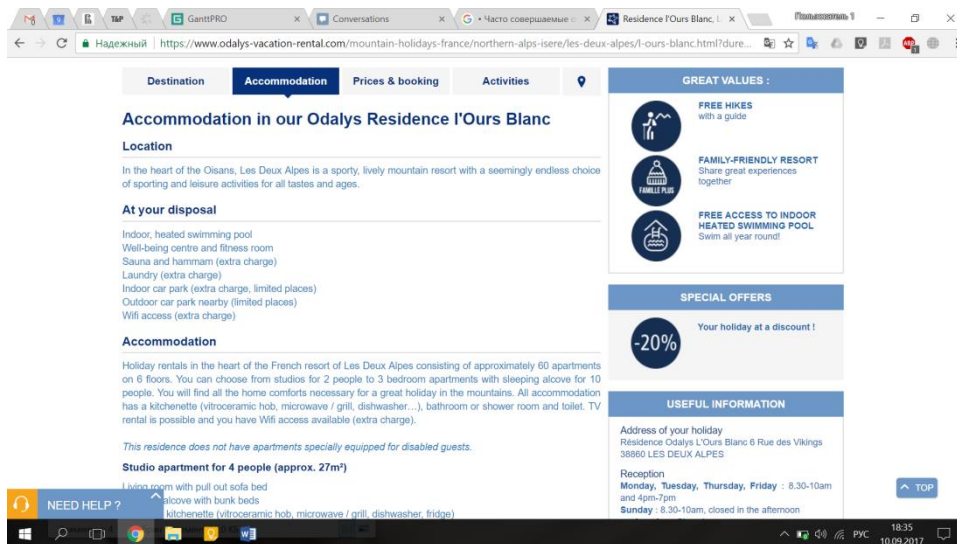 GanttPRO
Conversations
• Часто совершаемые
Residence l'Ours Blanc, L
Пользователь 1
Надежный
https://www.odalys-vacation-rental.com/mountain-holidays-france/northern-alps-isere/les-deux-alpes/l-ours-blanc.html?dure...
Destination
Accommodation
Prices & booking
Activities
Accommodation in our Odalys Residence l'Ours Blanc
Location
In the heart of the Oisans, Les Deux Alpes is a sporty, lively mountain resort with a seemingly endless choice
of sporting and leisure activities for all tastes and ages.
At your disposal
Indoor, heated swimming pool
Well-being centre and fitness room
Sauna and hammam (extra charge)
Laundry (extra charge)
Indoor car park (extra charge, limited places)
Outdoor car park nearby (limited places)
Wifi access (extra charge)
Accommodation
Holiday rentals in the heart of the French resort of Les Deux Alpes consisting of approximately 60 apartments
on 6 floors. You can choose from studios for 2 people to 3 bedroom apartments with sleeping alcove for 10
people. You will find all the home comforts necessary for a great holiday in the mountains. All accommodation
has a kitchenette (vitroceramic hob, microwave / grill, dishwasher…), bathroom or shower room and toilet. TV
rental is possible and you have Wifi access available (extra charge).
This residence does not have apartments specially equipped for disabled guests.
Studio apartment for 4 people (approx. 27m²)
Living room with pull out sofa bed
alcove with bunk beds
kitchenette (vitroceramic hob, microwave / grill, dishwasher, fridge)
GREAT VALUES :
FREE HIKES
with a guide
FAMILLE PLUS
FAMILY-FRIENDLY RESORT
Share great experiences
together
FREE ACCESS TO INDOOR
HEATED SWIMMING POOL
Swim all year round!
SPECIAL OFFERS
-20%
Your holiday at a discount !
USEFUL INFORMATION
Address of your holiday
Résidence Odalys L'Ours Blanc 6 Rue des Vikings
38860 LES DEUX ALPES
Reception
Monday, Tuesday, Thursday, Friday : 8.30-10am
and 4pm-7pm
Sunday : 8.30-10am, closed in the afternoon
TOP
NEED HELP ?
РУС
18:35
10.09.2017